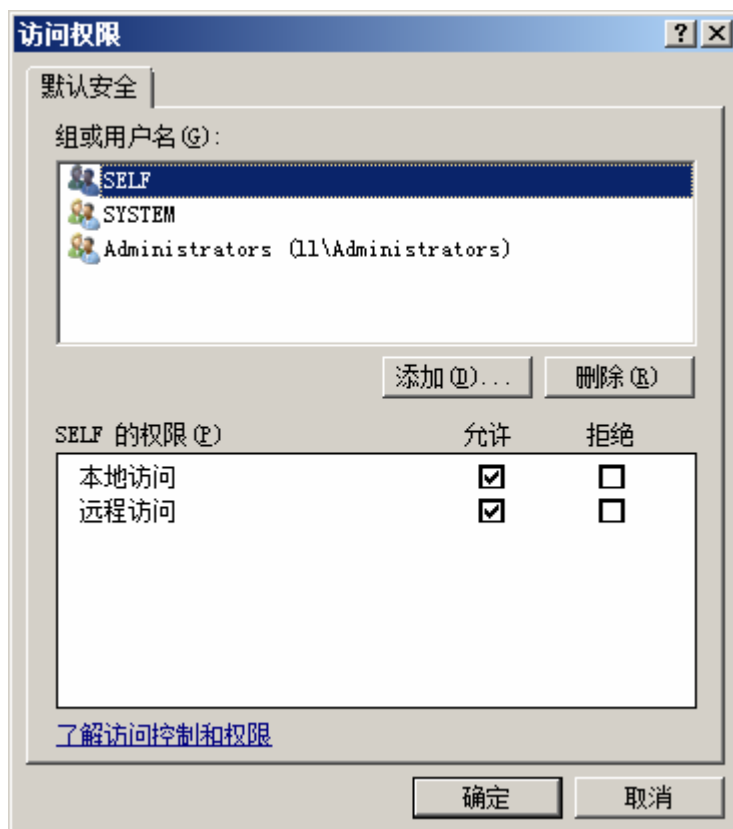 访问权限
默认安全
组或用户名(G):
SELF
SYSTEM
Administrators (ll\Administrators)
添加(D)... 删除(R)
SELF 的权限(P) 允许 拒绝
本地访问
远程访问
了解访问控制和权限
确定 取消